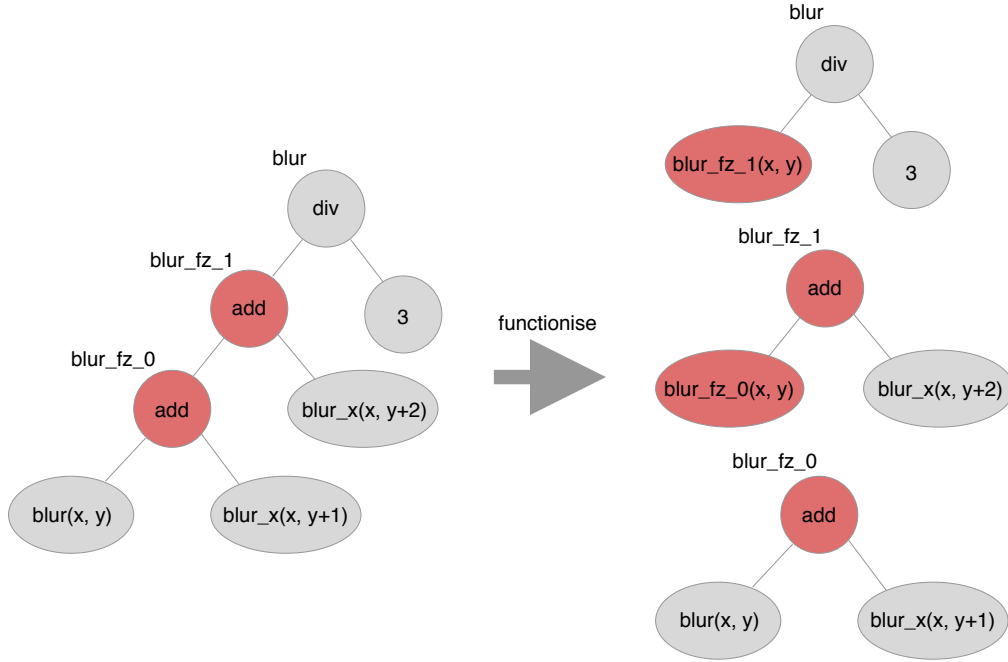 blur
div
blur_fz_1
add
3
blur_fz_0
add
blur_x(x, y+2)
blur(x, y)
blur_x(x, y+1)
functionise
blur
div
blur_fz_1(x, y)
3
blur_fz_1
add
blur_fz_0(x, y)
blur_x(x, y+2)
blur_fz_0
add
blur(x, y)
blur_x(x, y+1)